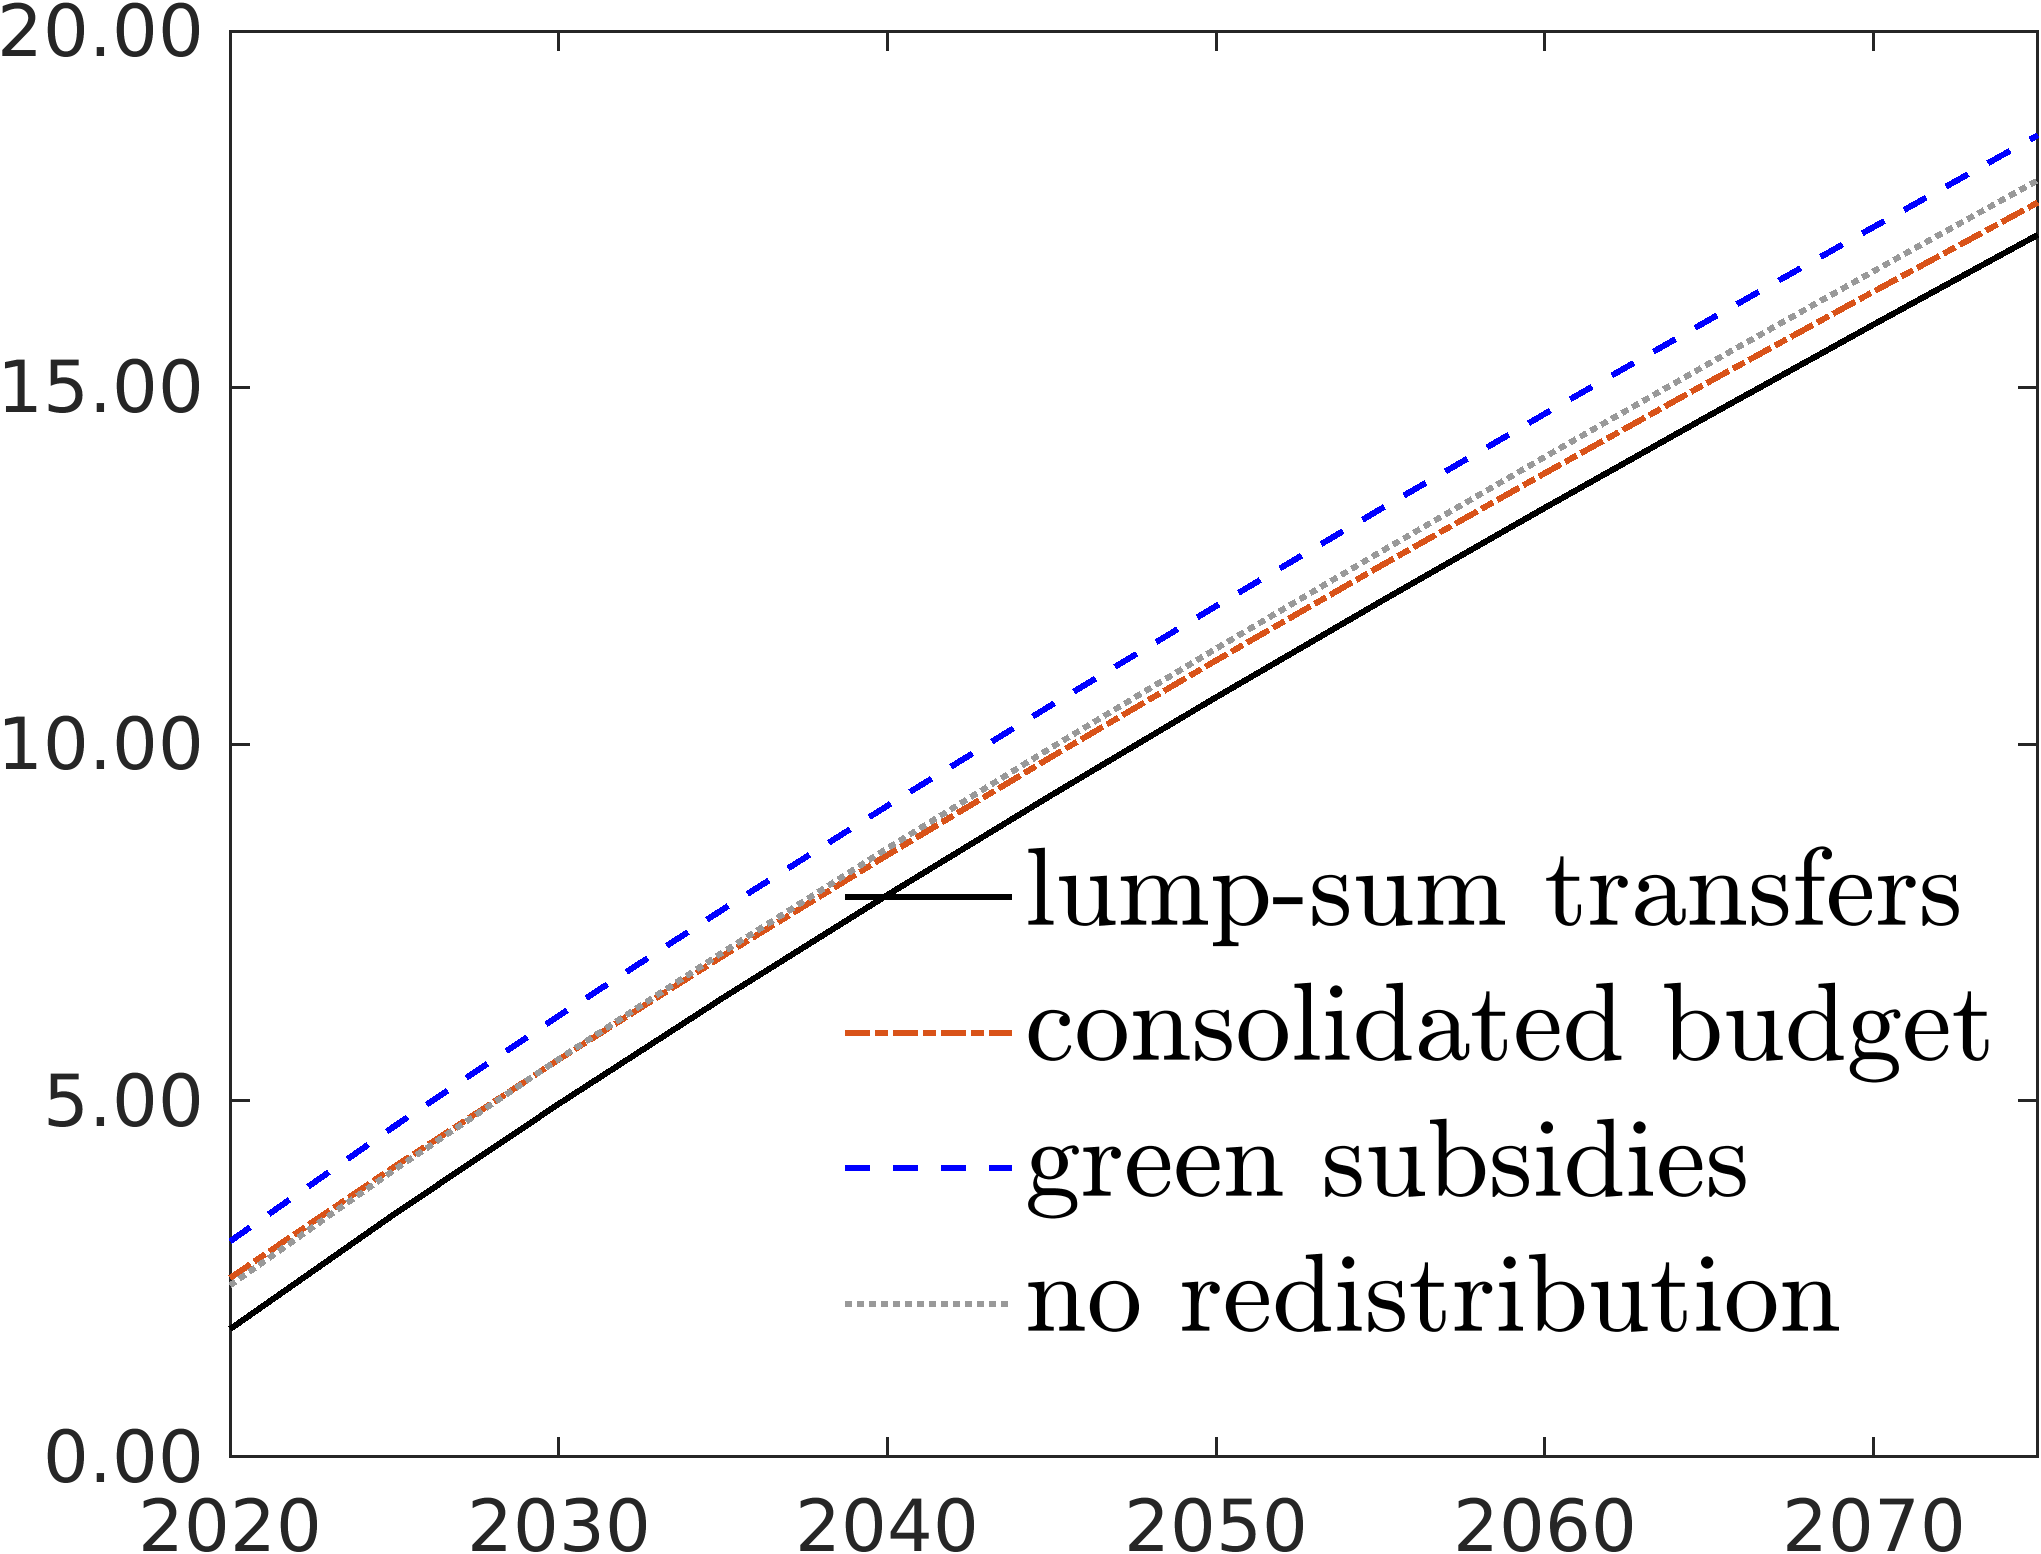 20.00
15.00
10.00
5.00
0.00
2020 2030 2040 2050 2060 2070
lump-sum transfers
consolidated budget
green subsidies
no redistribution